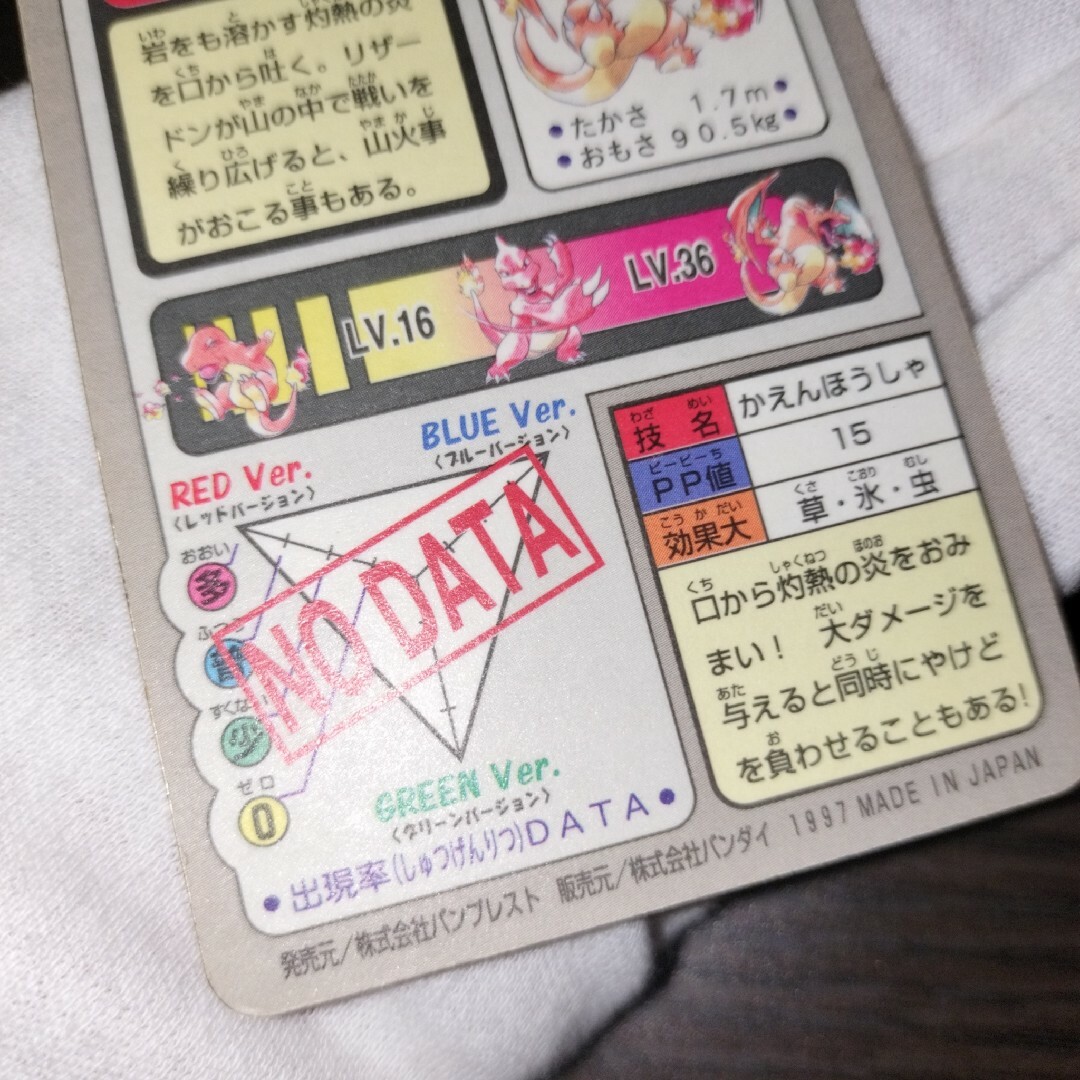 岩をも溶かす灼熱の炎
を口から吐く。リザー
ドンが山の中で戦いを
繰り広げると、山火事
がおこる事もある。
たかさ 1.7m
おもさ 90.5kg
LV.16
LV.36
RED Ver.
〈レッドバージョン〉
BLUE Ver.
〈ブルーバージョン〉
おおい
多
ふつう
普
すくな
少
ゼロ
0
NO DATA
GREEN Ver.
〈グリーンバージョン〉
出現率(しゅつげんりつ)DATA
技名 かえんほうしゃ
PP値 15
効果大 草・氷・虫
口から灼熱の炎をおみ
まい! 大ダメージを
与えると同時にやけど
を負わせることもある!
発売元/株式会社バンプレスト 販売元/株式会社バンダイ 1997 MADE IN JAPAN